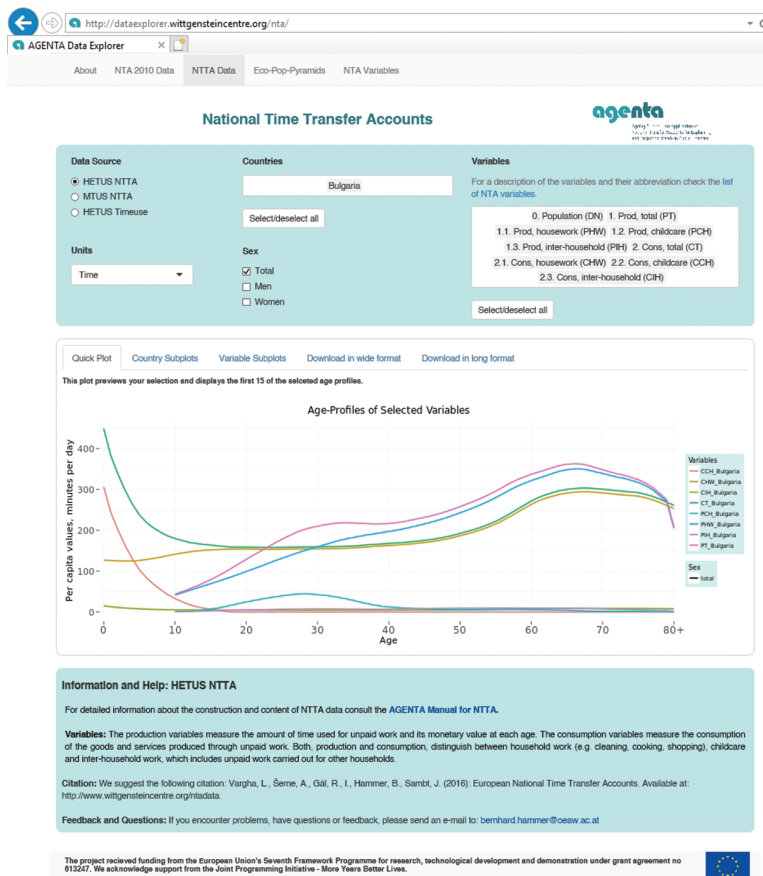 http://dataexplorer.wittgensteincentre.org/nta/
AGENTA Data Explorer
About NTA 2010 Data NTTA Data Eco-Pop-Pyramids NTA Variables
National Time Transfer Accounts
agenta
Data Source Countries Variables
HETUS NTTA
MTUS NTTA
HETUS Timeuse
Bulgaria
Select/deselect all
For a description of the variables and their abbreviation check the list
of NTA variables.
0. Population (DN) 1. Prod, total (PT)
1.1. Prod, housework (PHW) 1.2. Prod, childcare (PCH)
1.3. Prod, inter-household (PIH) 2. Cons, total (CT)
2.1. Cons, housework (CHW) 2.2. Cons, childcare (CCH)
2.3. Cons, inter-household (CIH)
Select/deselect all
Units
Time
Sex
Total
Men
Women
Quick Plot Country Subplots Variable Subplots Download in wide format Download in long format
This plot previews your selection and displays the first 15 of the selceted age profiles.
Age-Profiles of Selected Variables
Per capita values, minutes per day
400
300
200
100
0
0 10 20 30 40 50 60 70 80+
Age
Variables
CCH_Bulgaria
CHW_Bulgaria
CIH_Bulgaria
CT_Bulgaria
PCH_Bulgaria
PHW_Bulgaria
PIH_Bulgaria
PT_Bulgaria
Sex
total
Information and Help: HETUS NTTA
For detailed information about the construction and content of NTTA data consult the AGENTA Manual for NTTA.
Variables: The production variables measure the amount of time used for unpaid work and its monetary value at each age. The consumption variables measure the consumption
of the goods and services produced through unpaid work. Both, production and consumption, distinguish between household work (e.g. cleaning, cooking, shopping), childcare
and inter-household work, which includes unpaid work carried out for other households.
Citation: We suggest the following citation: Vargha, L., Šeme, A., Gál, R., I., Hammer, B., Sambt, J. (2016): European National Time Transfer Accounts. Available at:
http://www.wittgensteincentre.org/ntadata.
Feedback and Questions: If you encounter problems, have questions or feedback, please send an e-mail to: bernhard.hammer@oeaw.ac.at
The project recieved funding from the European Union's Seventh Framework Programme for research, technological development and demonstration under grant agreement no
613247. We acknowledge support from the Joint Programming Initiative - More Years Better Lives.